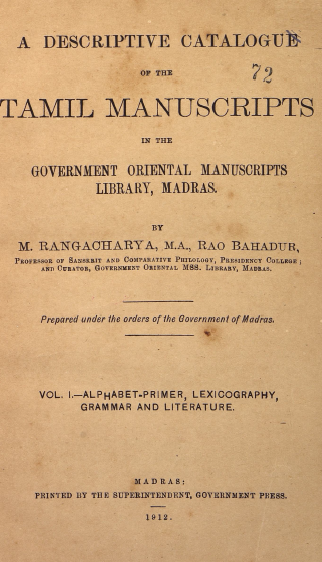 A DESCRIPTIVE CATALOGUE
OF THE
72
TAMIL MANUSCRIPTS
IN THE
GOVERNMENT ORIENTAL MANUSCRIPTS
LIBRARY, MADRAS.
BY
M. RANGACHARYA, M.A., RAO BAHADUR,
PROFESSOR OF SANSKRIT AND COMPARATIVE PHILOLOGY, PRESIDENCY COLLEGE;
AND CURATOR, GOVERNMENT ORIENTAL MSS. LIBRARY, MADRAS.
Prepared under the orders of the Government of Madras.
VOL. I.—ALPHABET-PRIMER, LEXICOGRAPHY,
GRAMMAR AND LITERATURE.
MADRAS;
PRINTED BY THE SUPERINTENDENT, GOVERNMENT PRESS.
1912.